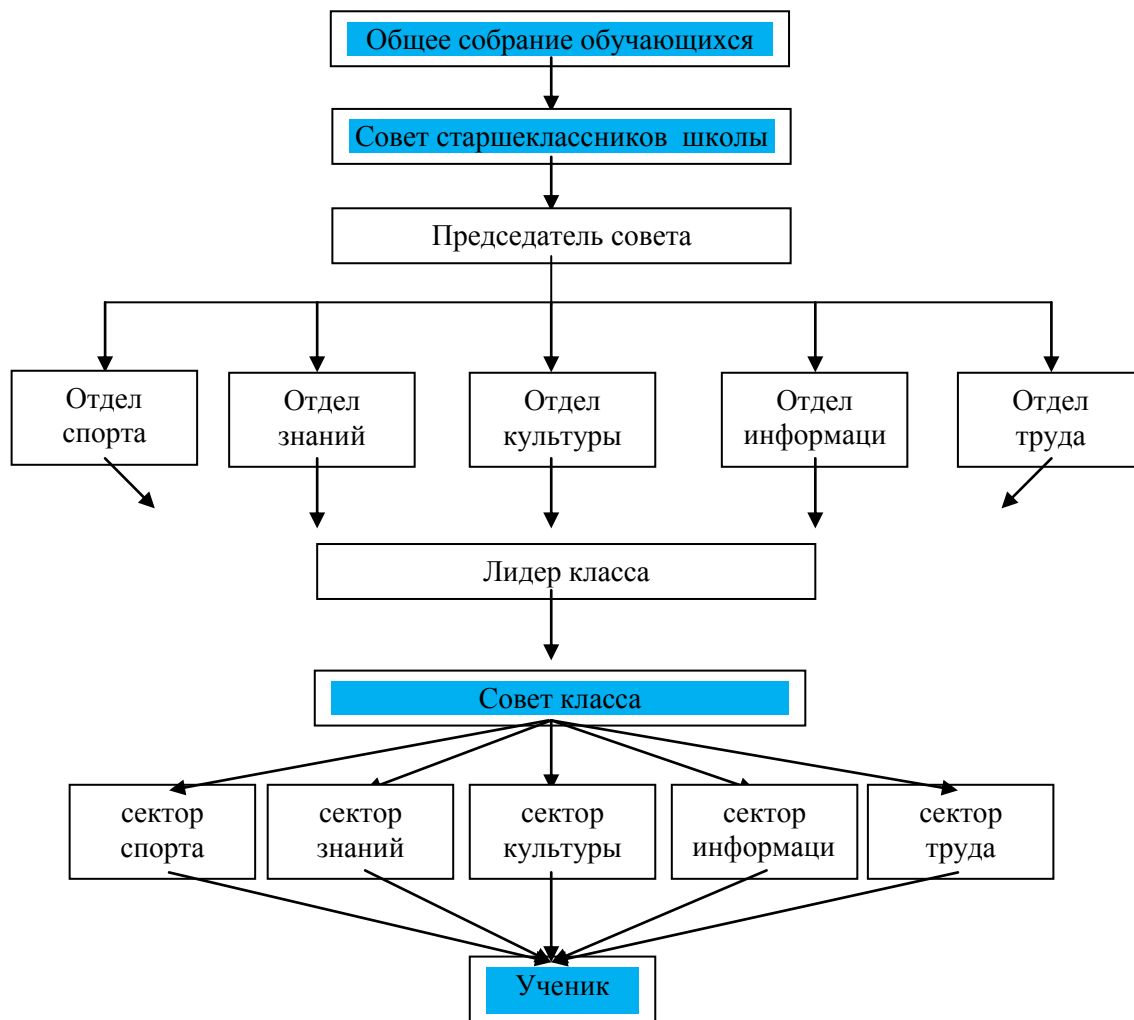 Общее собрание обучающихся
Совет старшеклассников школы
Председатель совета
Отдел
спорта
Отдел
знаний
Отдел
культуры
Отдел
информаци
Отдел
труда
Лидер класса
Совет класса
сектор
спорта
сектор
знаний
сектор
культуры
сектор
информаци
сектор
труда
Ученик